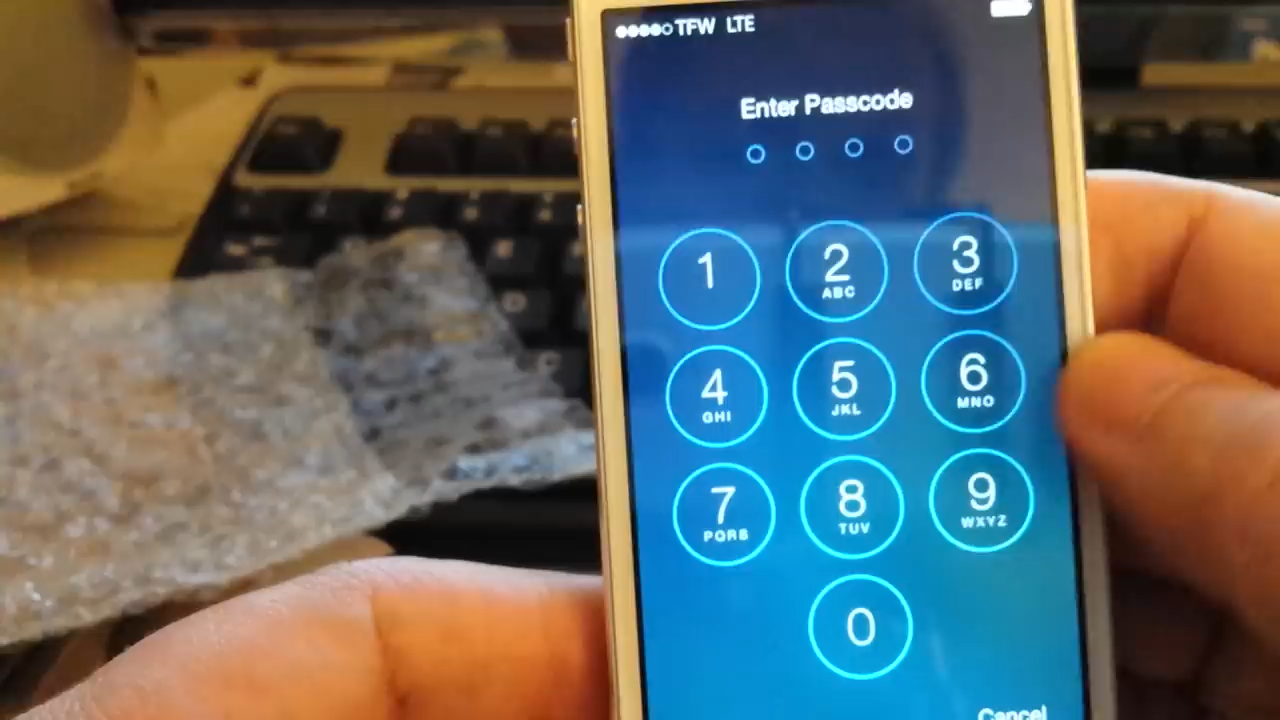 TFW LTE
Enter Passcode
1 2 3
ABC DEF
4 5 6
GHI JKL MNO
7 8 9
PQRS TUV WXYZ
0
Cancel